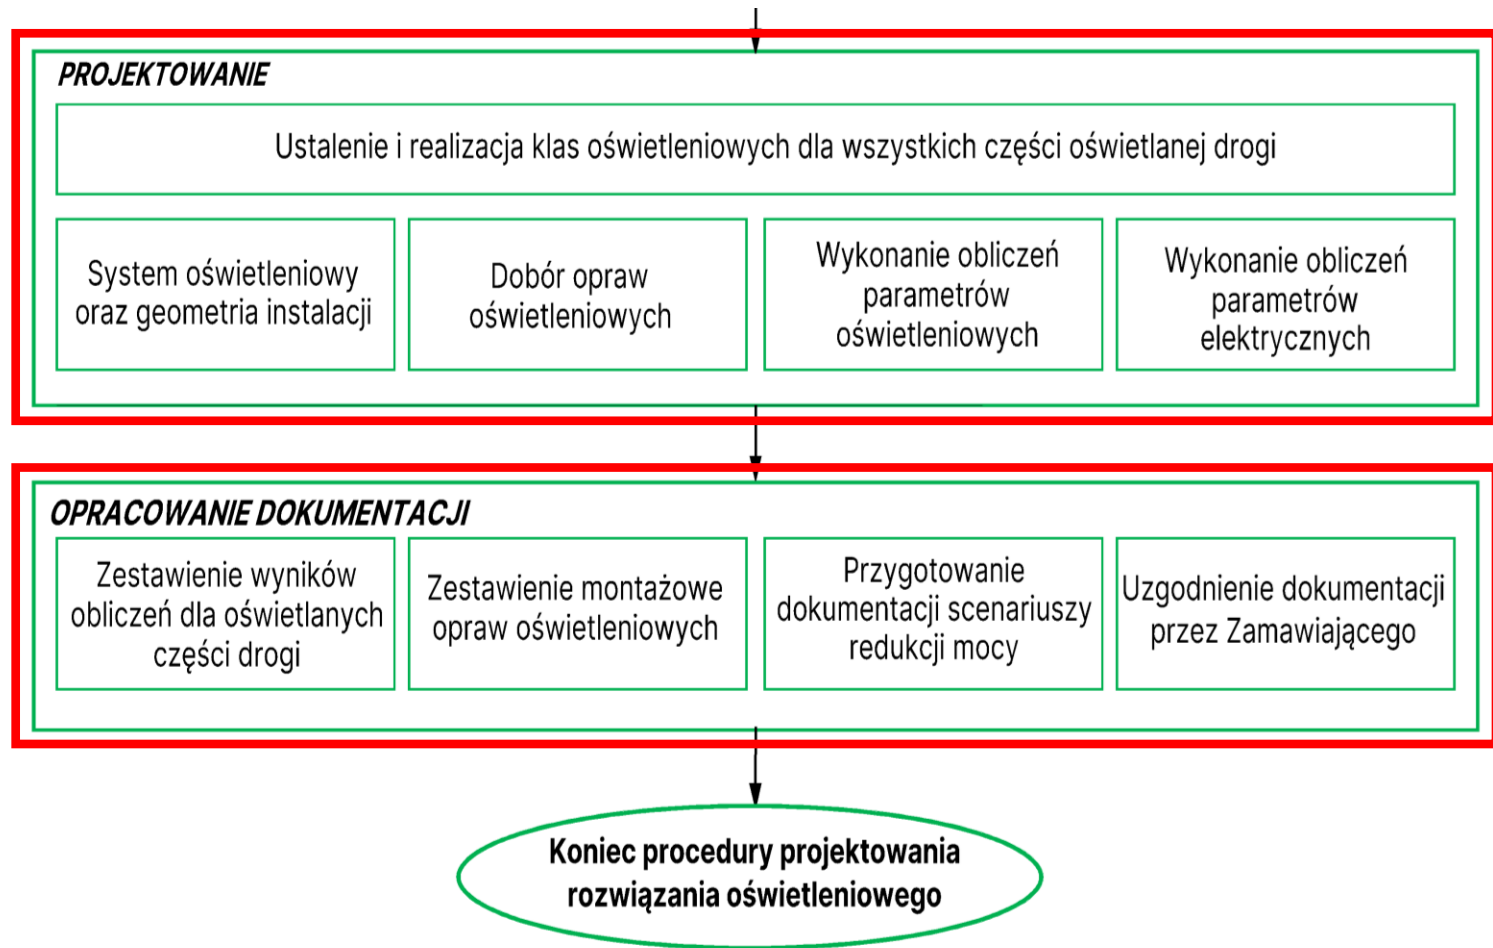 PROJEKTOWANIE
Ustalenie i realizacja klas oświetleniowych dla wszystkich części oświetlanej drogi
System oświetleniowy
oraz geometria instalacji
Dobór opraw
oświetleniowych
Wykonanie obliczeń
parametrów
oświetleniowych
Wykonanie obliczeń
parametrów
elektrycznych
OPRACOWANIE DOKUMENTACJI
Zestawienie wyników
obliczeń dla oświetlanych
części drogi
Zestawienie montażowe
opraw oświetleniowych
Przygotowanie
dokumentacji scenariuszy
redukcji mocy
Uzgodnienie dokumentacji
przez Zamawiającego
Koniec procedury projektowania
rozwiązania oświetleniowego